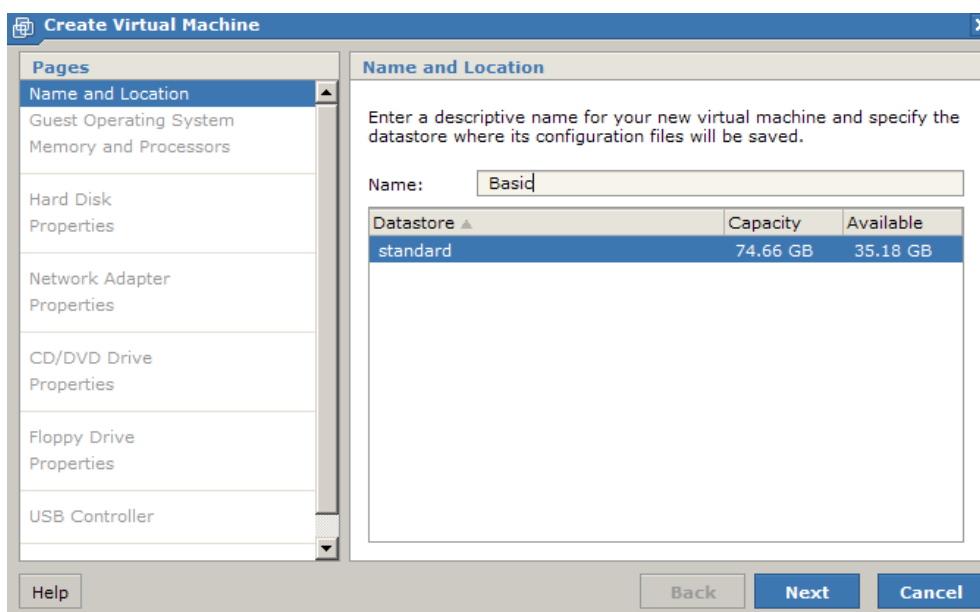 Create Virtual Machine
Pages
Name and Location
Guest Operating System
Memory and Processors
Hard Disk
Properties
Network Adapter
Properties
CD/DVD Drive
Properties
Floppy Drive
Properties
USB Controller
Name and Location
Enter a descriptive name for your new virtual machine and specify the
datastore where its configuration files will be saved.
Name: Basic
Datastore Capacity Available
standard 74.66 GB 35.18 GB
Help Back Next Cancel